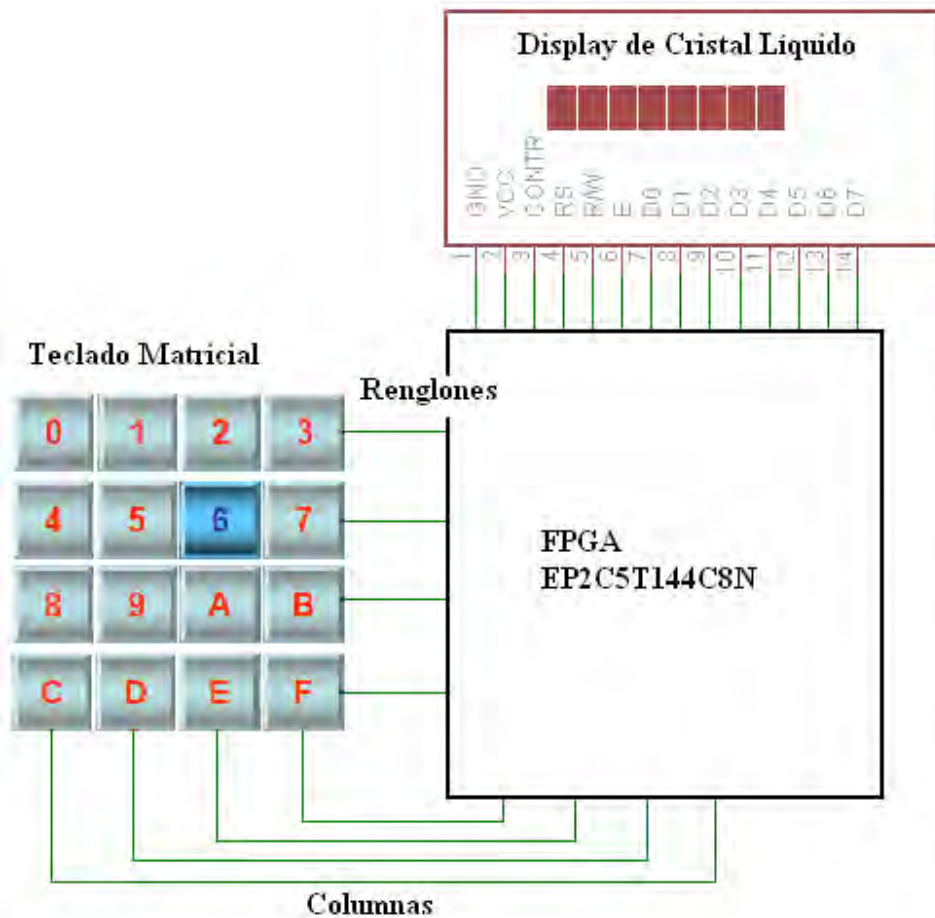 Display de Cristal Líquido
GND VCC CONTR RS R/W E D0 D1 D2 D3 D4 D5 D6 D7
1 2 3 4 5 6 7 8 9 10 11 12 13 14
Teclado Matricial
Renglones
0 1 2 3
4 5 6 7
8 9 A B
C D E F
FPGA
EP2C5T144C8N
Columnas